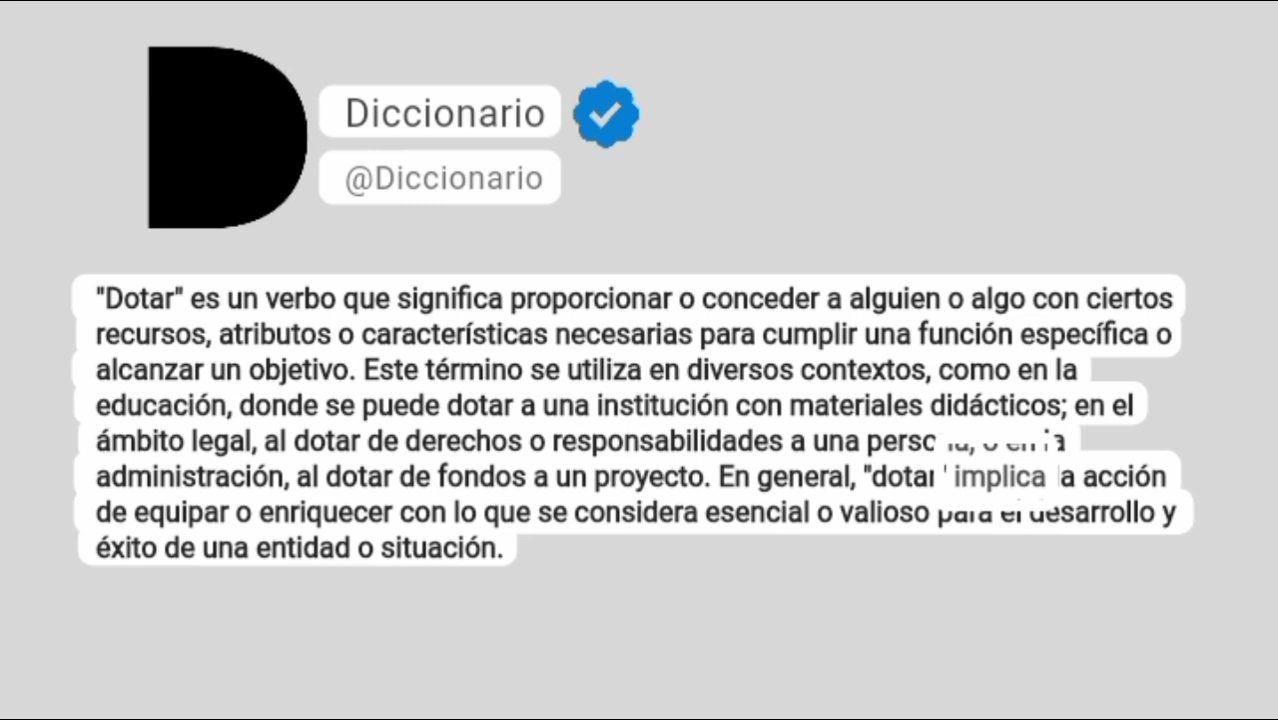 Diccionario
@Diccionario
"Dotar" es un verbo que significa proporcionar o conceder a alguien o algo con ciertos
recursos, atributos o características necesarias para cumplir una función específica o
alcanzar un objetivo. Este término se utiliza en diversos contextos, como en la
educación, donde se puede dotar a una institución con materiales didácticos; en el
ámbito legal, al dotar de derechos o responsabilidades a una
administración, al dotar de fondos a un proyecto. En general, "dotar" implica la acción
de equipar o enriquecer con lo que se considera esencial o valioso para el desarrollo y
éxito de una entidad o situación.